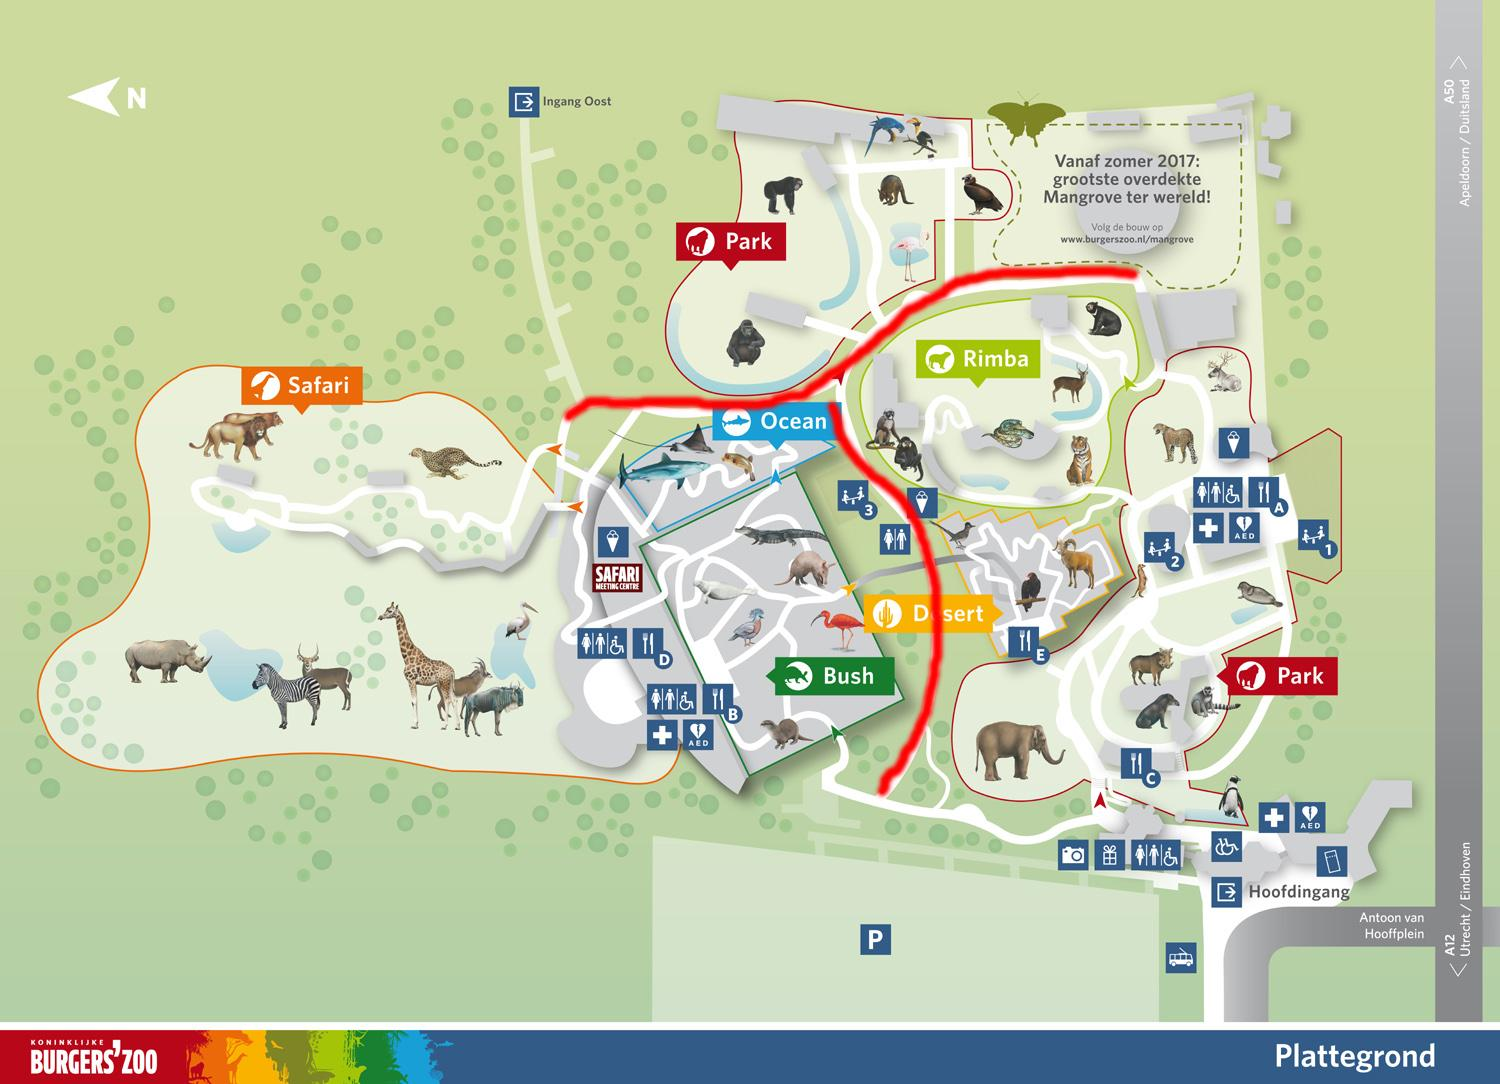 N
Ingang Oost
A50
Apeldoorn / Duitsland
Vanaf zomer 2017:
grootste overdekte
Mangrove ter wereld!
Volg de bouw op
www.burgerszoo.nl/mangrove
Park
Rimba
Safari
Ocean
3
A
AED
1
2
SAFARI
MEETING CENTRE
Desert
E
D
Bush
Park
B
AED
C
AED
Hoofdingang
Antoon van
Hooffplein
A12
Utrecht / Eindhoven
P
KONINKLIJKE
BURGERS' ZOO
Plattegrond